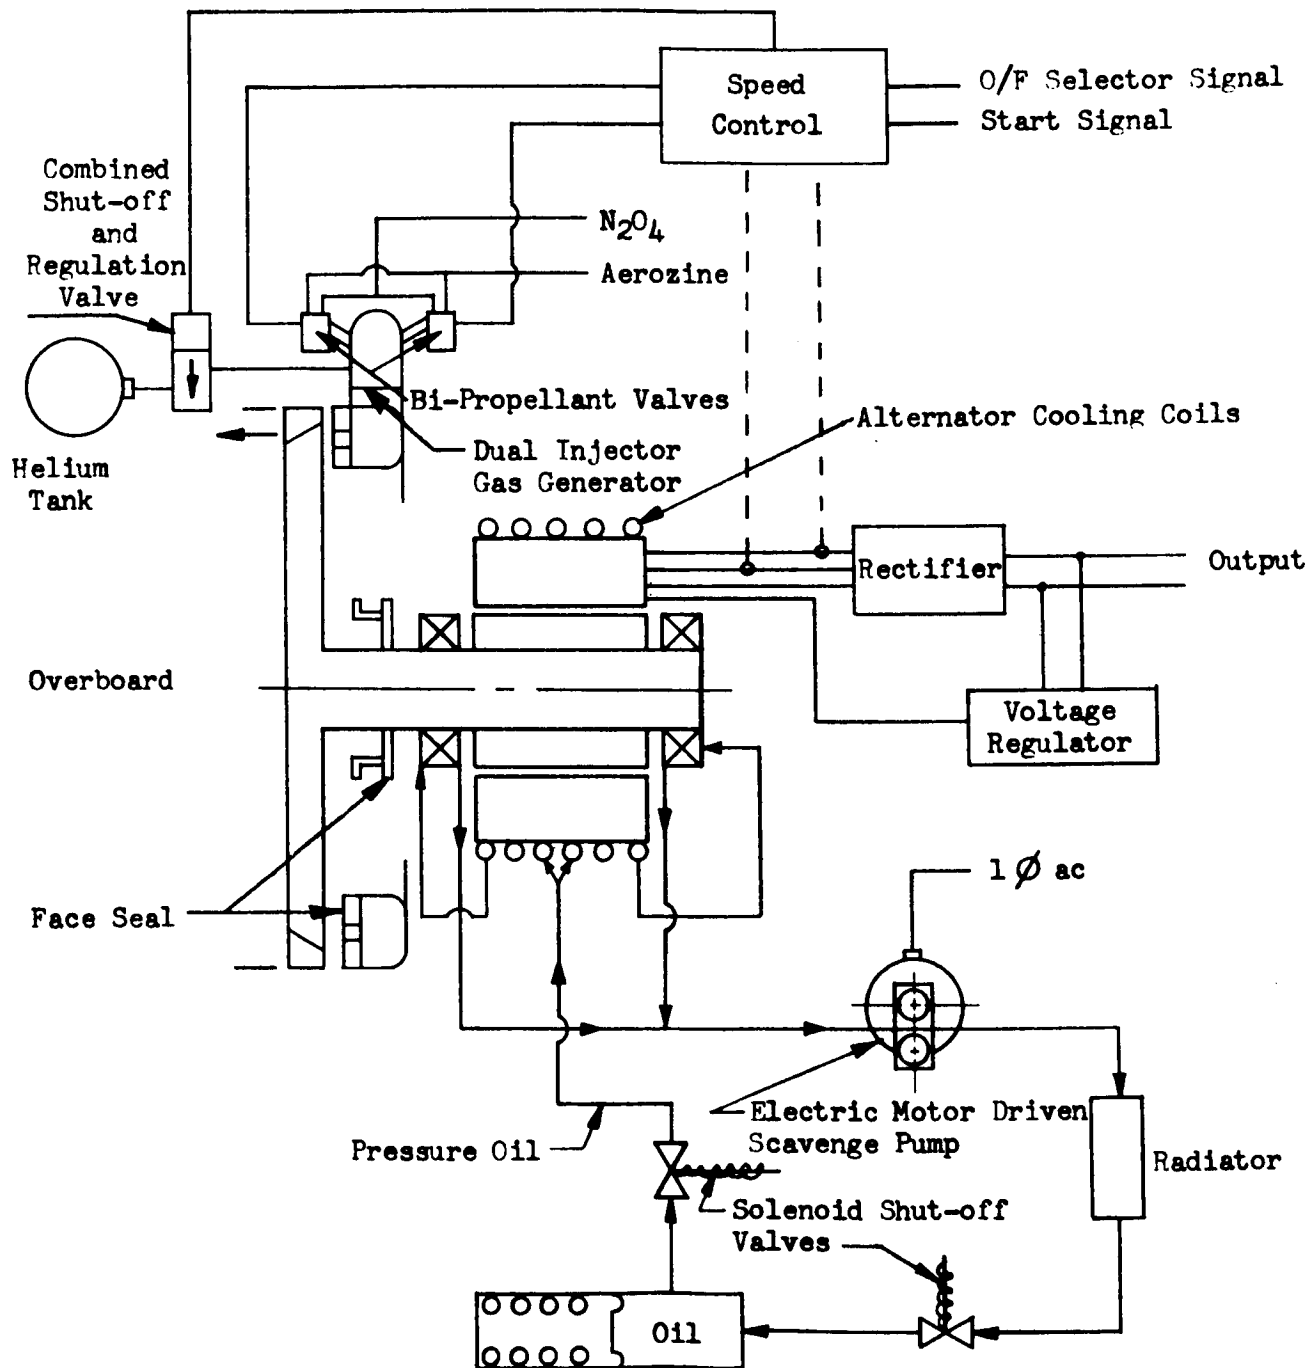 Speed
Control
O/F Selector Signal
Start Signal
Combined
Shut-off
and
Regulation
Valve
N₂O₄
Aerozine
Bi-Propellant Valves
Dual Injector
Gas Generator
Helium
Tank
Alternator Cooling Coils
Rectifier
Output
Overboard
Voltage
Regulator
Face Seal
1 Ø ac
Electric Motor Driven
Scavenge Pump
Pressure Oil
Radiator
Solenoid Shut-off
Valves
Oil